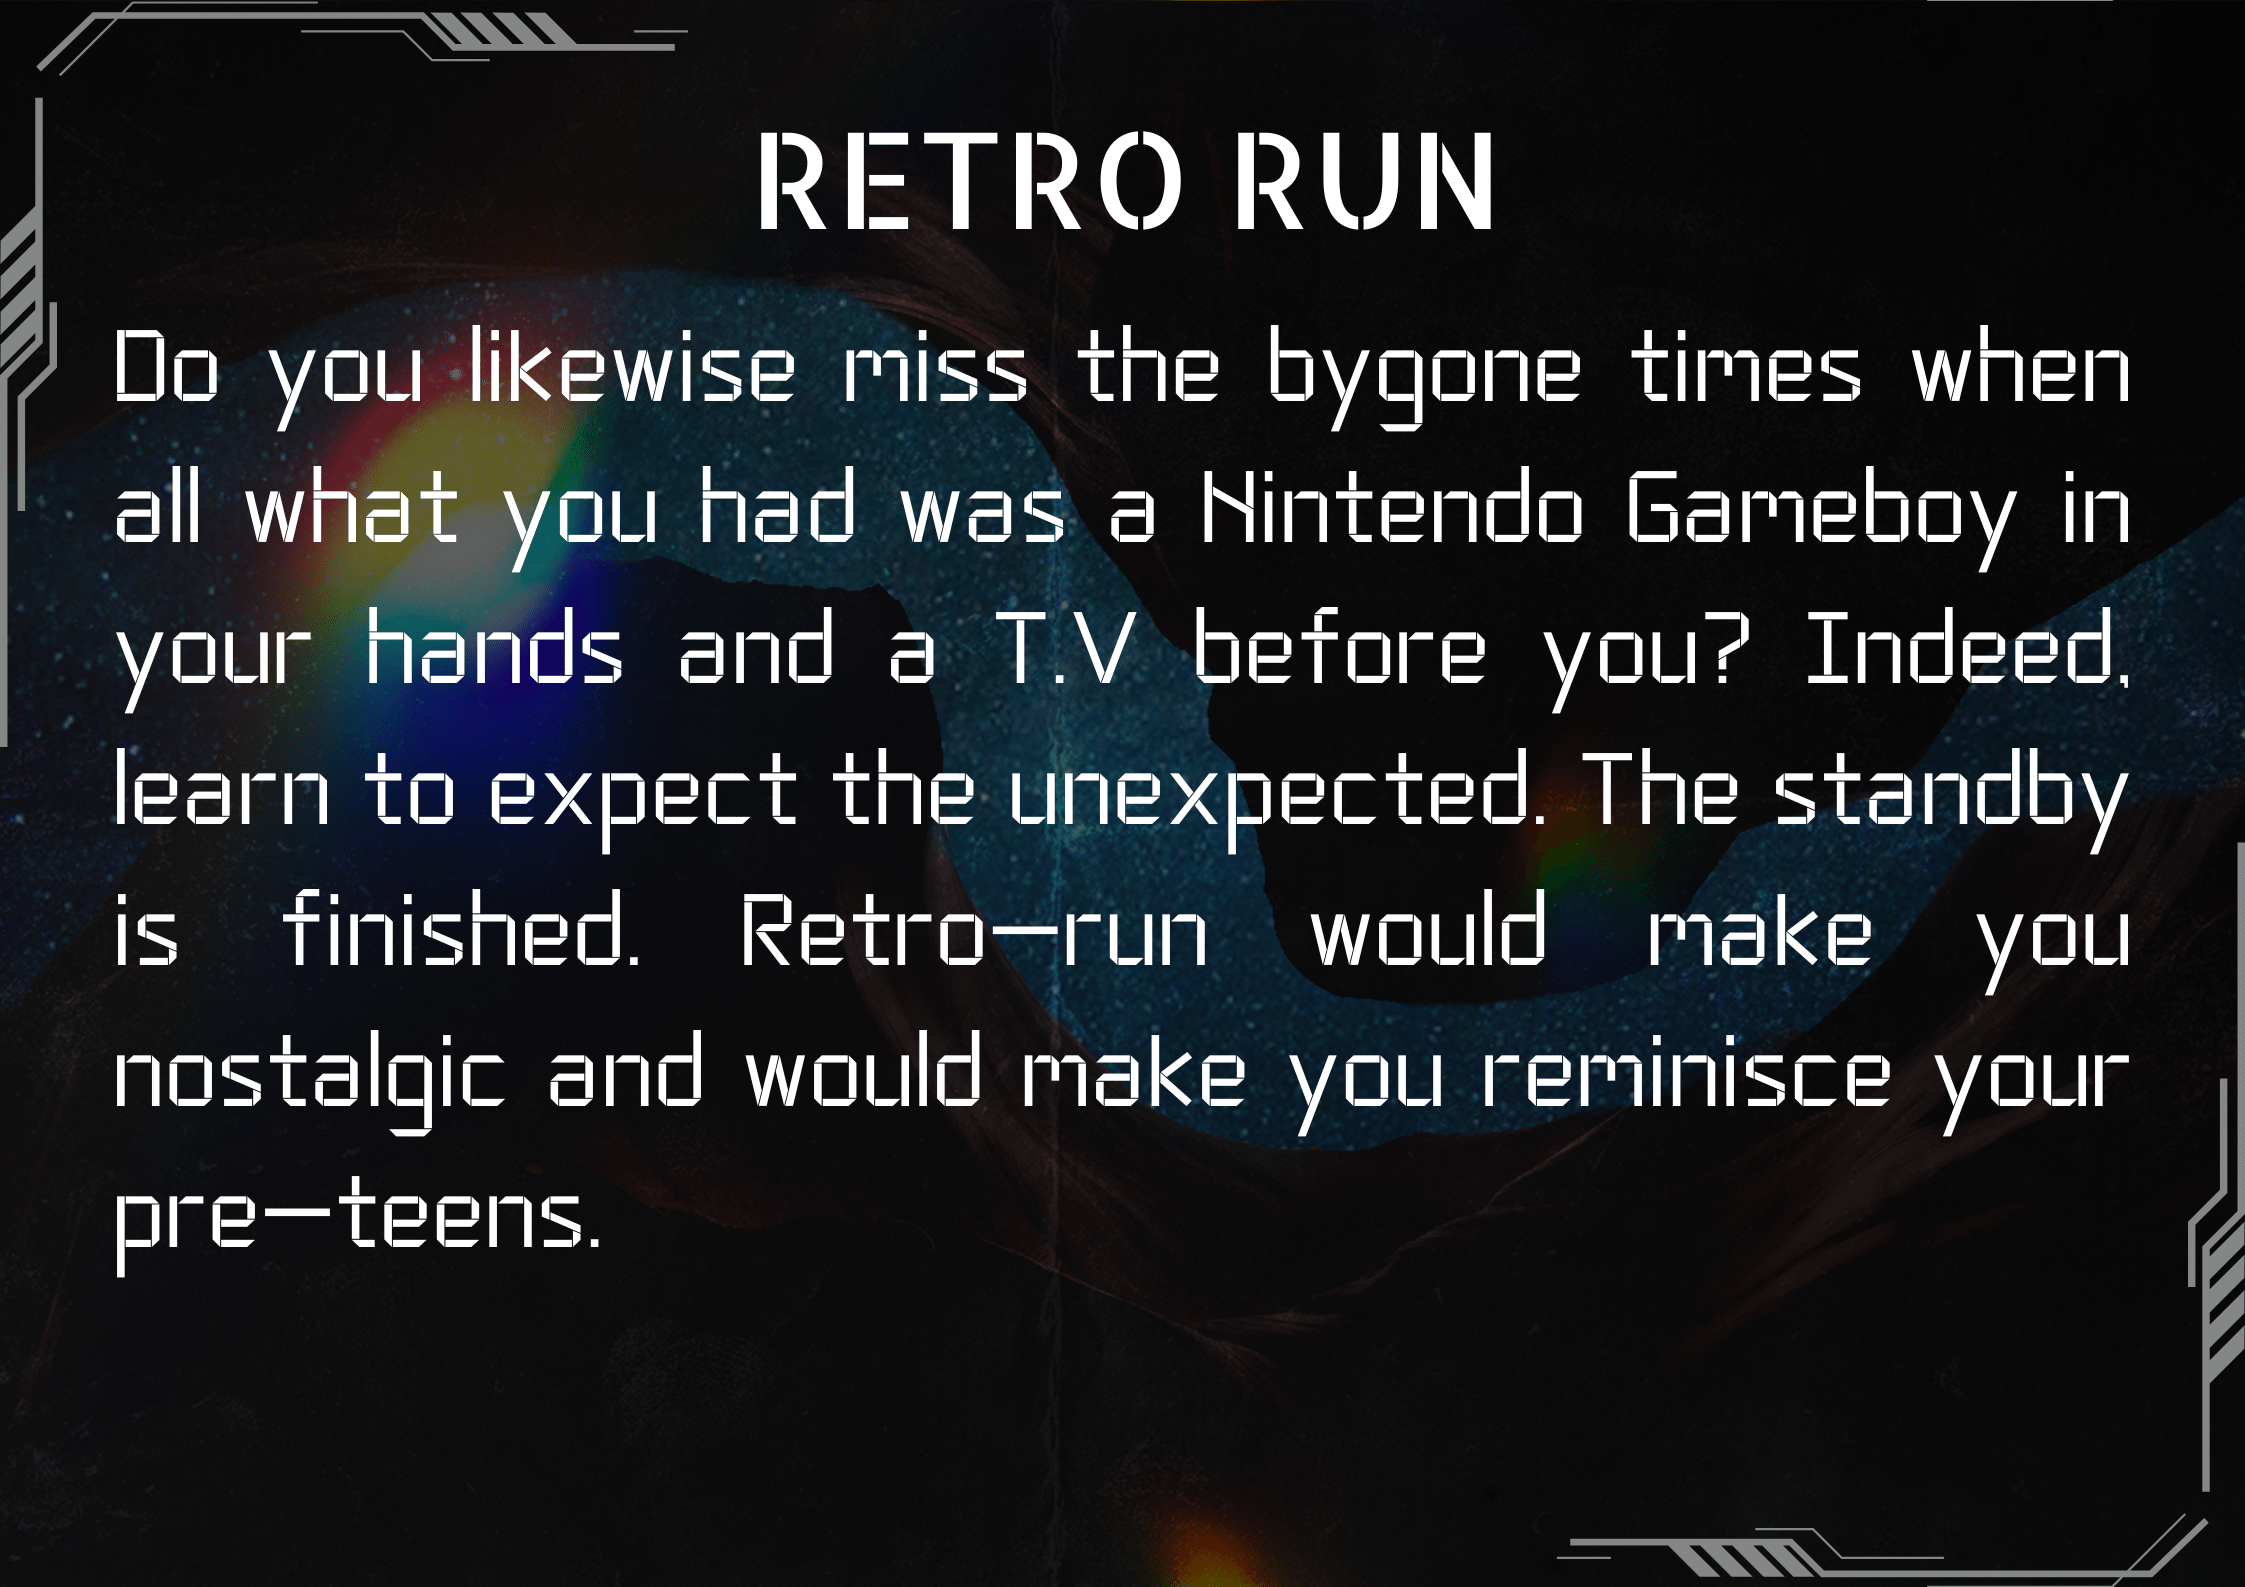 RETRO RUN
Do you likewise miss the bygone times when
all what you had was a Nintendo Gameboy in
your hands and a T.V before you? Indeed,
learn to expect the unexpected. The standby
is finished. Retro-run would make you
nostalgic and would make you reminisce your
pre-teens.